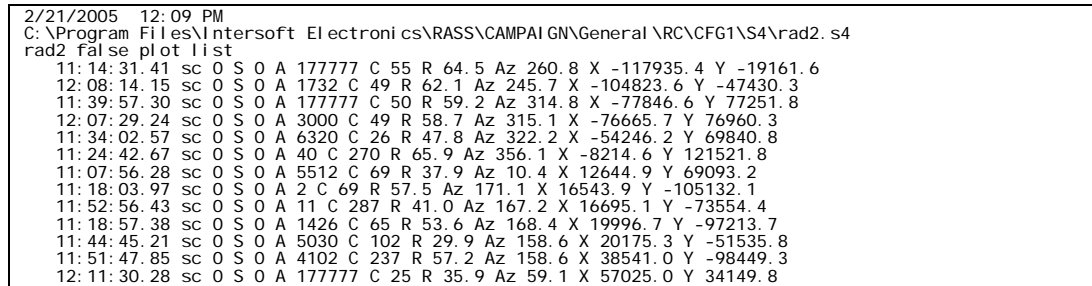 2/21/2005 12:09 PM
C:\Program Files\Intersoft Electronics\RASS\CAMPAIGN\General\RC\CFG1\S4\rad2.s4
rad2 false plot list
11:14:31.41 sc 0 S 0 A 177777 C 55 R 64.5 Az 260.8 X -117935.4 Y -19161.6
12:08:14.15 sc 0 S 0 A 1732 C 49 R 62.1 Az 245.7 X -104823.6 Y -47430.3
11:39:57.30 sc 0 S 0 A 177777 C 50 R 59.2 Az 314.8 X -77846.6 Y 77251.8
12:07:29.24 sc 0 S 0 A 3000 C 49 R 58.7 Az 315.1 X -76665.7 Y 76960.3
11:34:02.57 sc 0 S 0 A 6320 C 26 R 47.8 Az 322.2 X -54246.2 Y 69840.8
11:24:42.67 sc 0 S 0 A 40 C 270 R 65.9 Az 356.1 X -8214.6 Y 121521.8
11:07:56.28 sc 0 S 0 A 5512 C 69 R 37.9 Az 10.4 X 12644.9 Y 69093.2
11:18:03.97 sc 0 S 0 A 2 C 69 R 57.5 Az 171.1 X 16543.9 Y -105132.1
11:52:56.43 sc 0 S 0 A 11 C 287 R 41.0 Az 167.2 X 16695.1 Y -73554.4
11:18:57.38 sc 0 S 0 A 1426 C 65 R 53.6 Az 168.4 X 19996.7 Y -97213.7
11:44:45.21 sc 0 S 0 A 5030 C 102 R 29.9 Az 158.6 X 20175.3 Y -51535.8
11:51:47.85 sc 0 S 0 A 4102 C 237 R 57.2 Az 158.6 X 38541.0 Y -98449.3
12:11:30.28 sc 0 S 0 A 177777 C 25 R 35.9 Az 59.1 X 57025.0 Y 34149.8